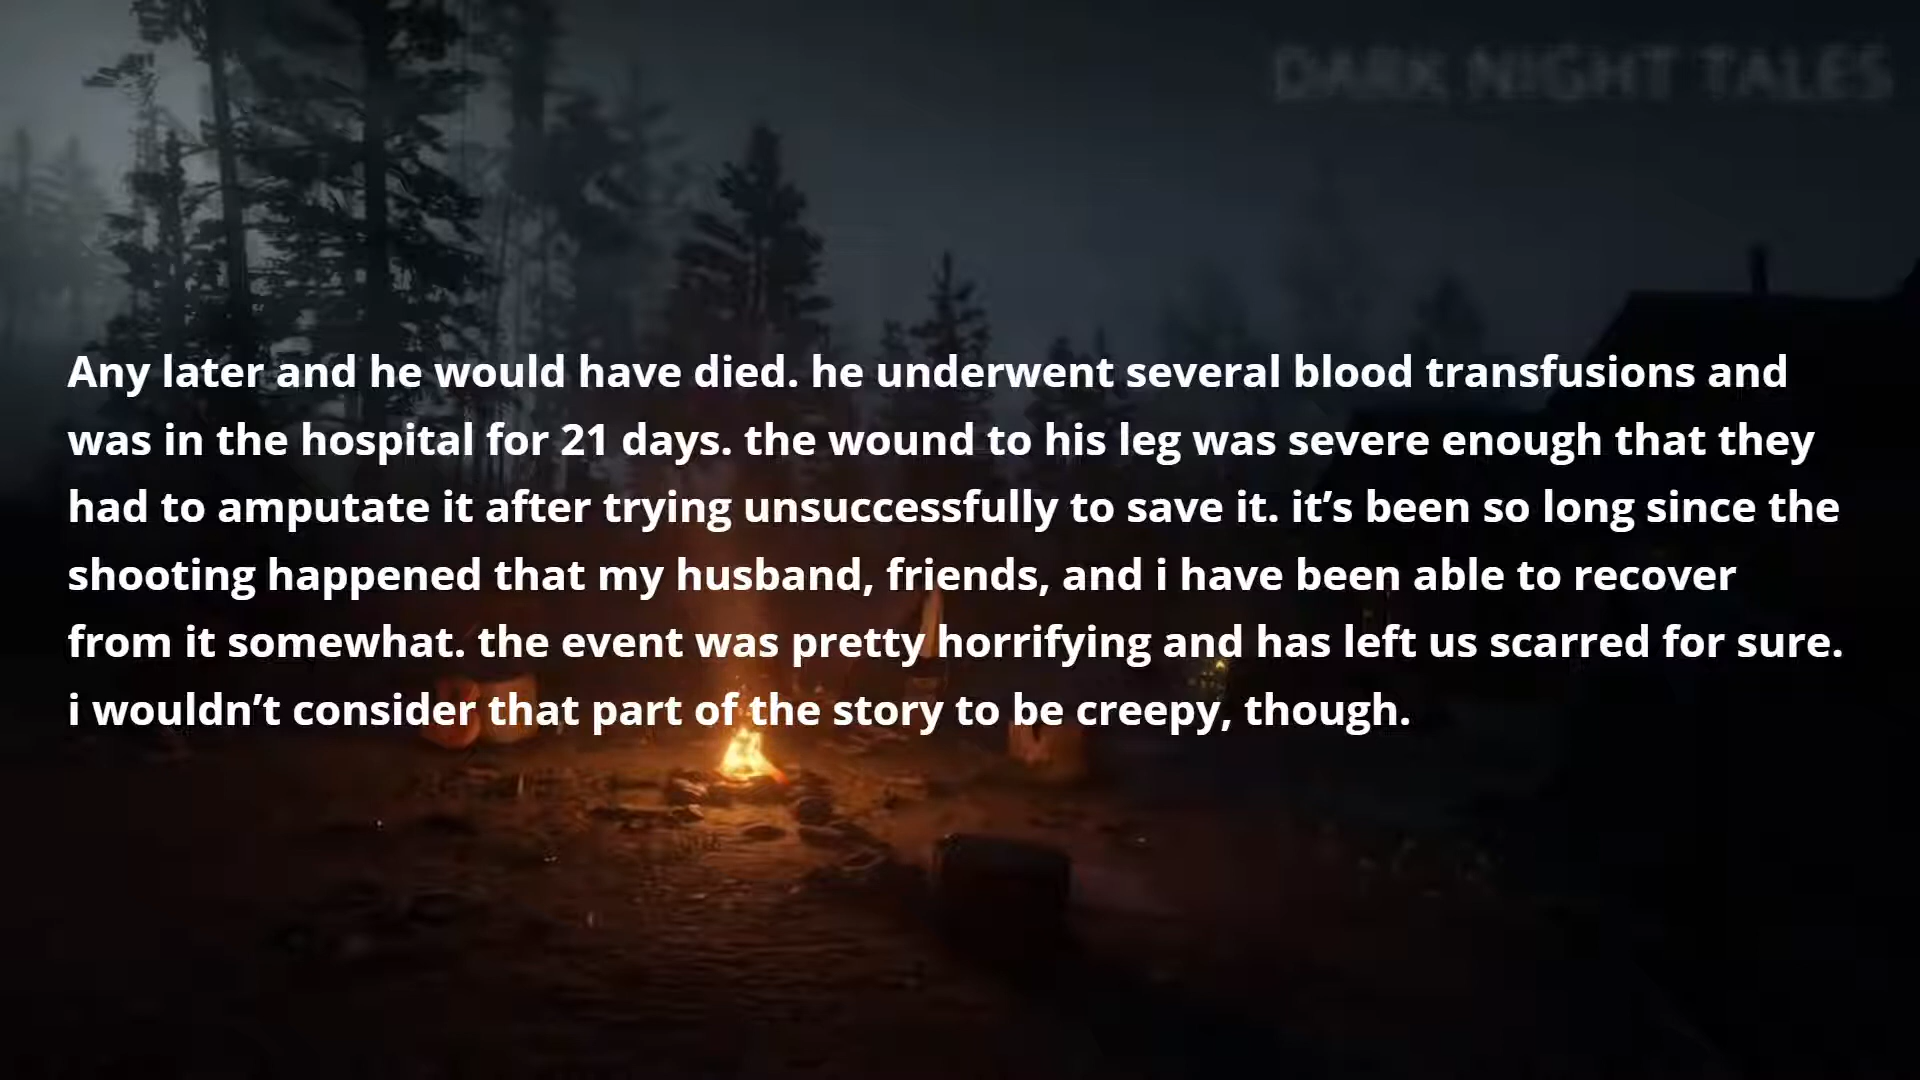 DARK NIGHT TALES
Any later and he would have died. he underwent several blood transfusions and
was in the hospital for 21 days. the wound to his leg was severe enough that they
had to amputate it after trying unsuccessfully to save it. it’s been so long since the
shooting happened that my husband, friends, and i have been able to recover
from it somewhat. the event was pretty horrifying and has left us scarred for sure.
i wouldn’t consider that part of the story to be creepy, though.